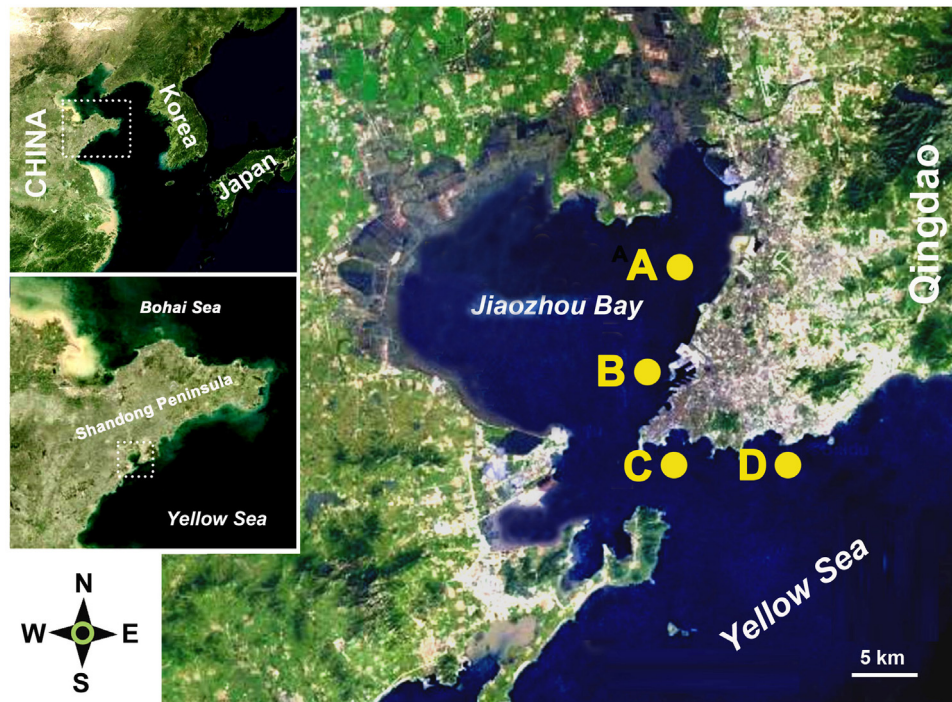 CHINA
Korea
Japan
Bohai Sea
Shandong Peninsula
Yellow Sea
N
W E
S
Qingdao
A
A
Jiaozhou Bay
B
C
D
Yellow Sea
5 km